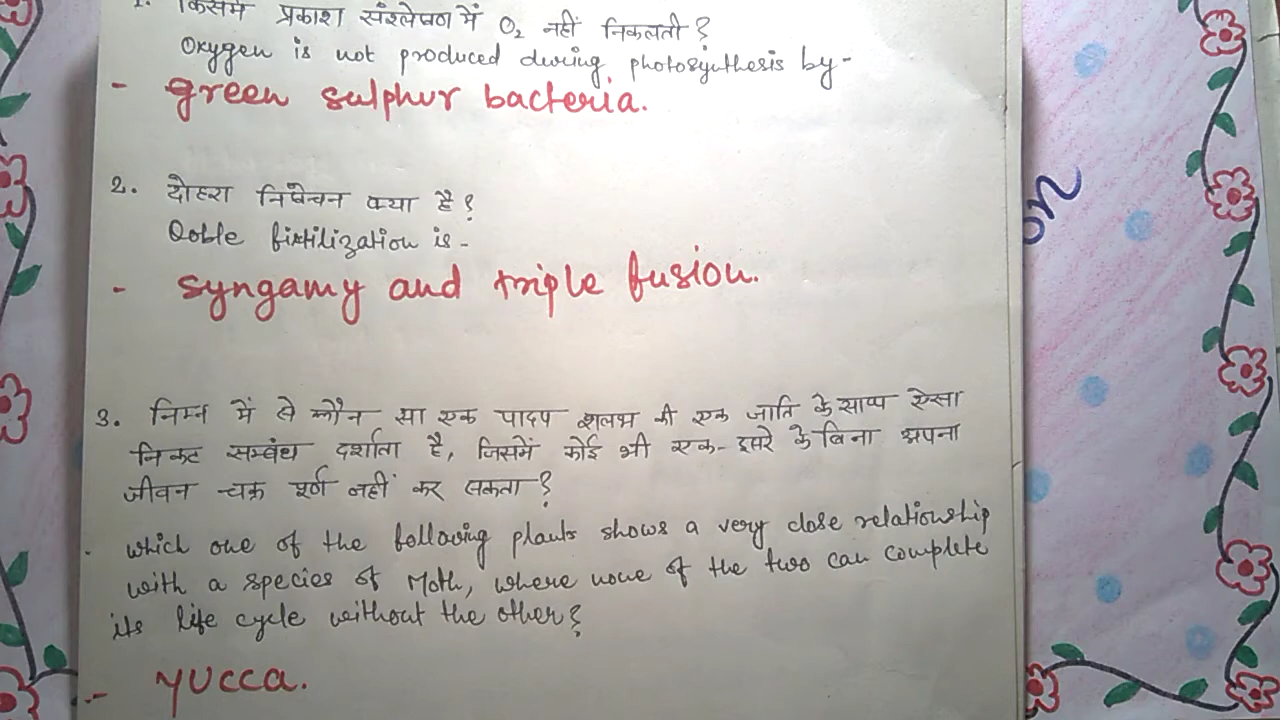 1. किसमें प्रकाश संश्लेषण में O₂ नहीं निकलती ?
Oxygen is not produced during photosynthesis by -
- green sulphur bacteria.
2. दोहरा निषेचन क्या है ?
Doble firtilization is -
- syngamy and triple fusion.
3. निम्न में से कौन सा एक पादप शलभ की एक जाति के साथ ऐसा
निकट सम्बंध दर्शाता है, जिसमें कोई भी एक-दूसरे के बिना अपना
जीवन चक्र पूर्ण नहीं कर सकता ?
which one of the following plants shows a very close relationship
with a species of Moth, where none of the two can complete
its life cycle without the other ?
- YUCCA.
on